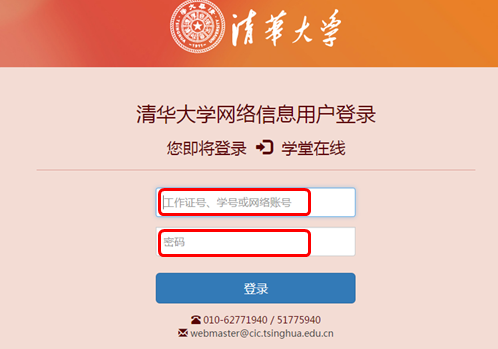 清華大学
清华大学网络信息用户登录
您即将登录 学堂在线
工作证号、学号或网络账号
密码
登录
010-62771940 / 51775940
webmaster@cic.tsinghua.edu.cn